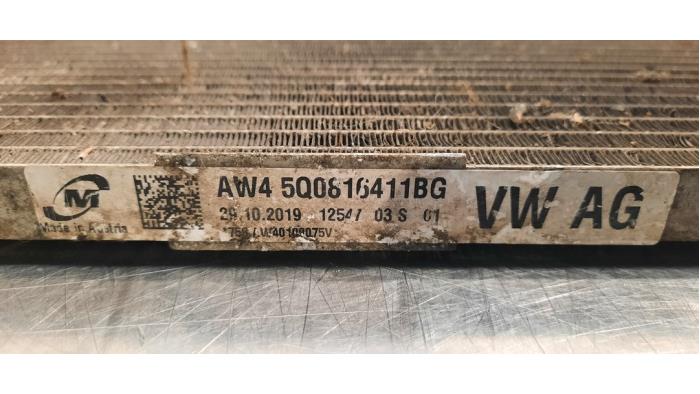 M
Made in Austria
AW4 5Q0816411BG
29.10.2019 12547 03 S 01
VW AG